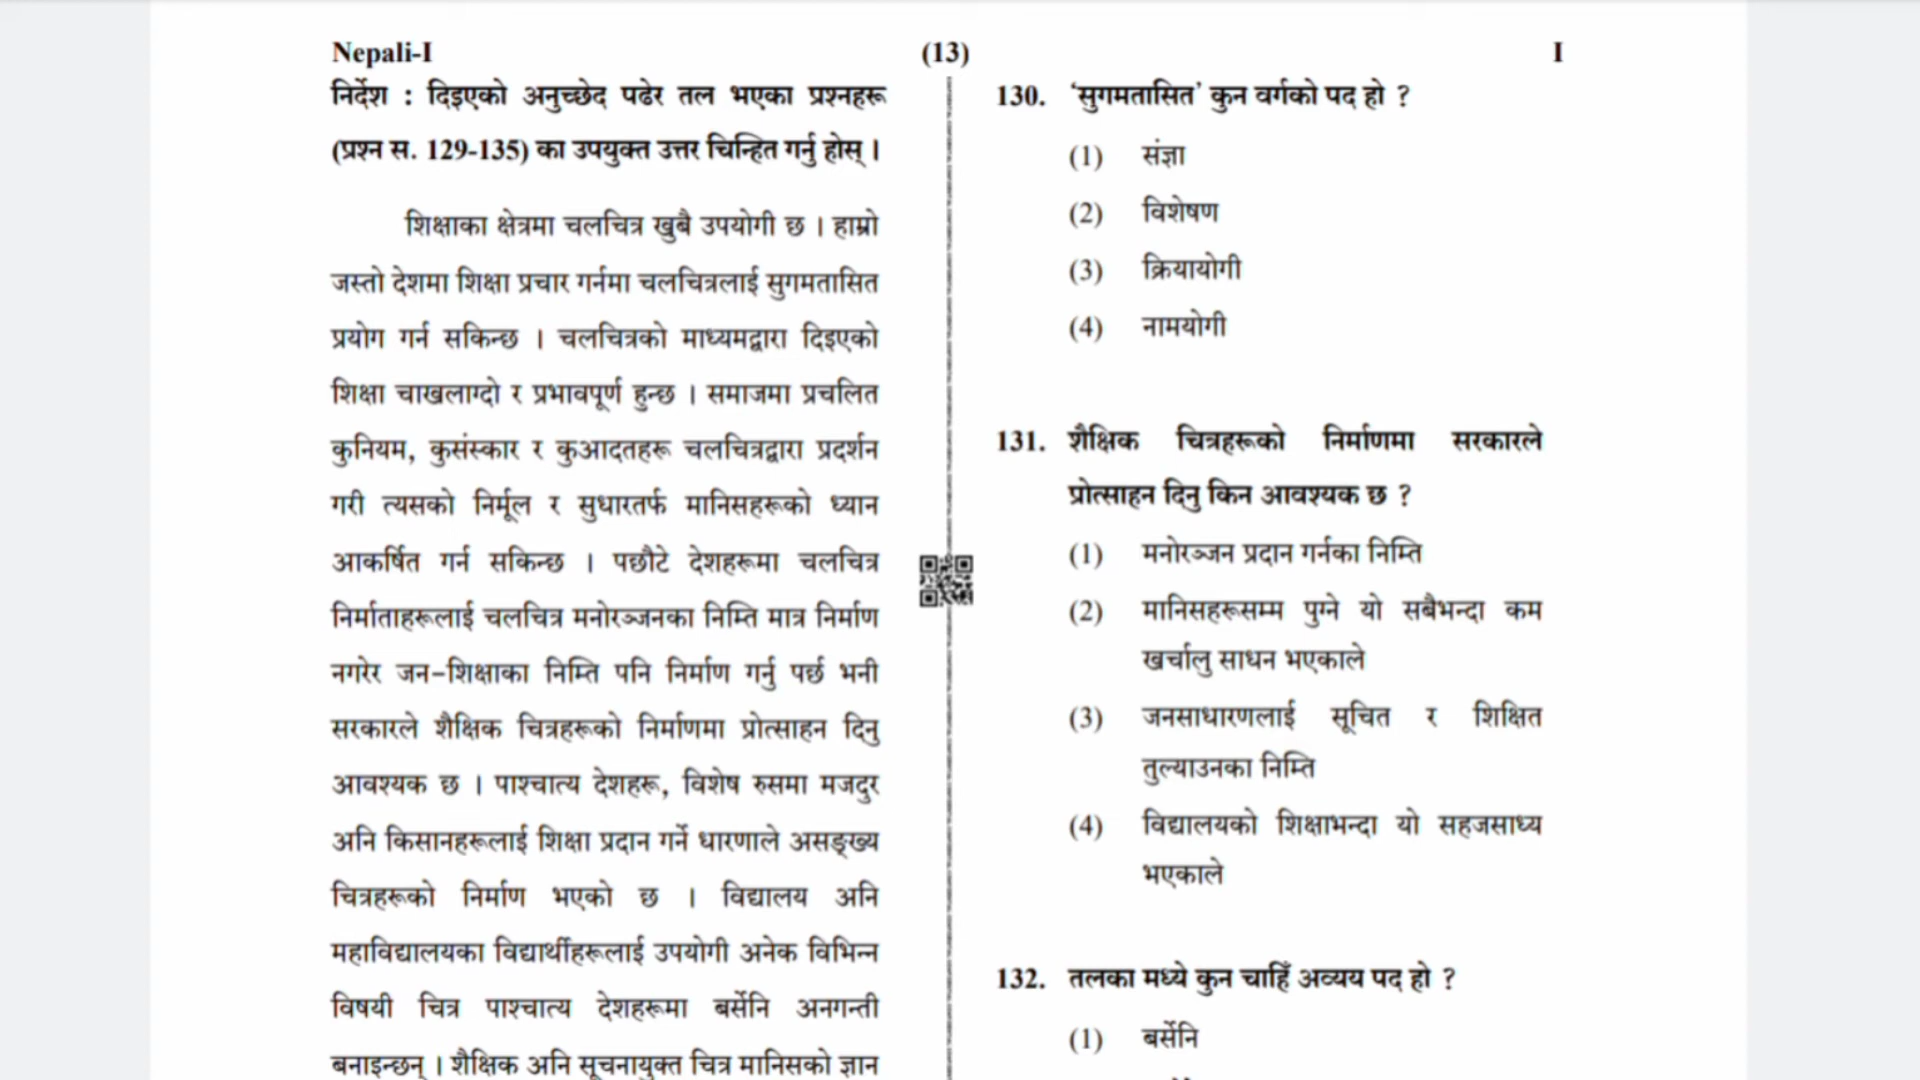 Nepali-I
(13)
I
निर्देश : दिइएको अनुच्छेद पढेर तल भएका प्रश्नहरू
(प्रश्न स. 129-135) का उपयुक्त उत्तर चिन्हित गर्नु होस् ।
शिक्षाका क्षेत्रमा चलचित्र खुबै उपयोगी छ । हाम्रो
जस्तो देशमा शिक्षा प्रचार गर्नमा चलचित्रलाई सुगमतासित
प्रयोग गर्न सकिन्छ । चलचित्रको माध्यमद्वारा दिइएको
शिक्षा चाखलाग्दो र प्रभावपूर्ण हुन्छ । समाजमा प्रचलित
कुनियम, कुसंस्कार र कुआदतहरू चलचित्रद्वारा प्रदर्शन
गरी त्यसको निर्मूल र सुधारतर्फ मानिसहरूको ध्यान
आकर्षित गर्न सकिन्छ । पछौटे देशहरूमा चलचित्र
निर्माताहरूलाई चलचित्र मनोरञ्जनका निम्ति मात्र निर्माण
नगरेर जन-शिक्षाका निम्ति पनि निर्माण गर्नु पर्छ भनी
सरकारले शैक्षिक चित्रहरूको निर्माणमा प्रोत्साहन दिनु
आवश्यक छ । पाश्चात्य देशहरू, विशेष रुसमा मजदुर
अनि किसानहरूलाई शिक्षा प्रदान गर्ने धारणाले असङ्ख्य
चित्रहरूको निर्माण भएको छ । विद्यालय अनि
महाविद्यालयका विद्यार्थीहरूलाई उपयोगी अनेक विभिन्न
विषयी चित्र पाश्चात्य देशहरूमा बर्सेनि अनगन्ती
बनाइन्छन् । शैक्षिक अनि सूचनायुक्त चित्र मानिसको ज्ञान
130. 'सुगमतासित' कुन वर्गको पद हो ?
(1) संज्ञा
(2) विशेषण
(3) क्रियायोगी
(4) नामयोगी
131. शैक्षिक चित्रहरूको निर्माणमा सरकारले
प्रोत्साहन दिनु किन आवश्यक छ ?
(1) मनोरञ्जन प्रदान गर्नका निम्ति
(2) मानिसहरूसम्म पुग्ने यो सबैभन्दा कम
खर्चालु साधन भएकाले
(3) जनसाधारणलाई सूचित र शिक्षित
तुल्याउनका निम्ति
(4) विद्यालयको शिक्षाभन्दा यो सहजसाध्य
भएकाले
132. तलका मध्ये कुन चाहिँ अव्यय पद हो ?
(1) बर्सेनि